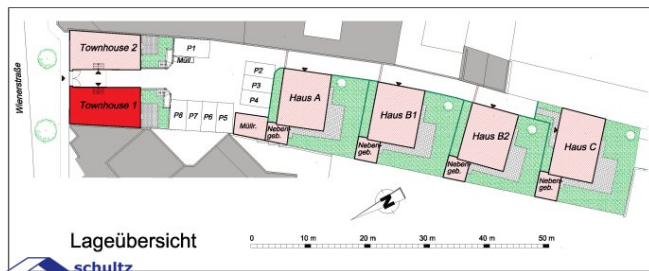 Townhouse 2
P1
Müll.
Wienerstraße
Townhouse 1
P8 P7 P6 P5
P2
P3
P4
Müllr.
Haus A
Neben-
geb.
Haus B1
Neben-
geb.
Haus B2
Neben-
geb.
Haus C
Neben-
geb.
N
Lageübersicht
0 10 m 20 m 30 m 40 m 50 m
schultz